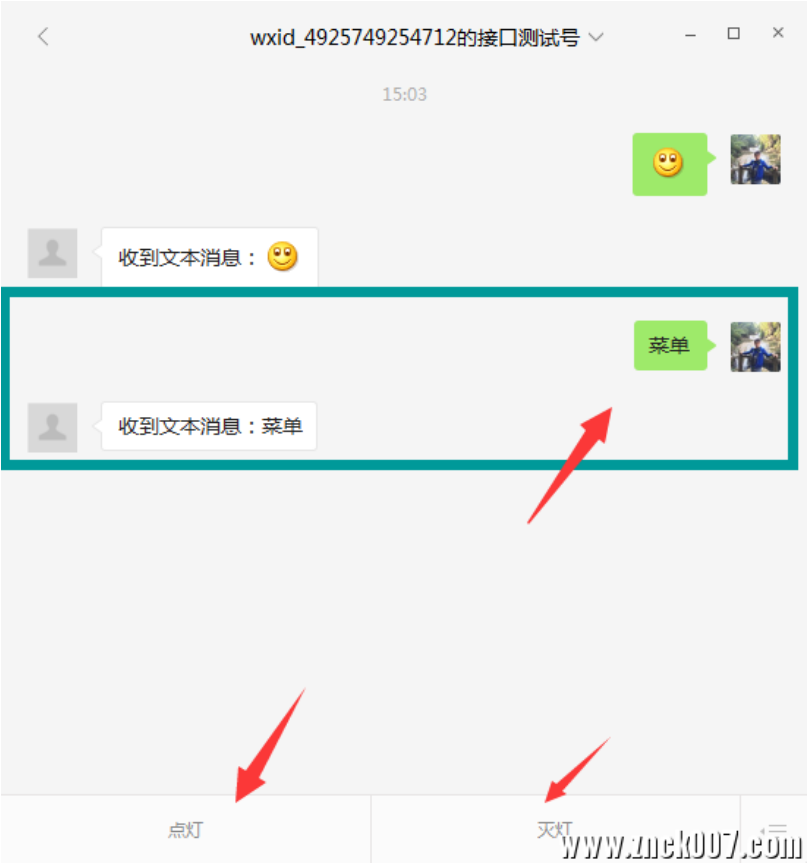 wxid_4925749254712的接口测试号
15:03
收到文本消息：
菜单
收到文本消息：菜单
点灯
灭灯
www.znck007.com